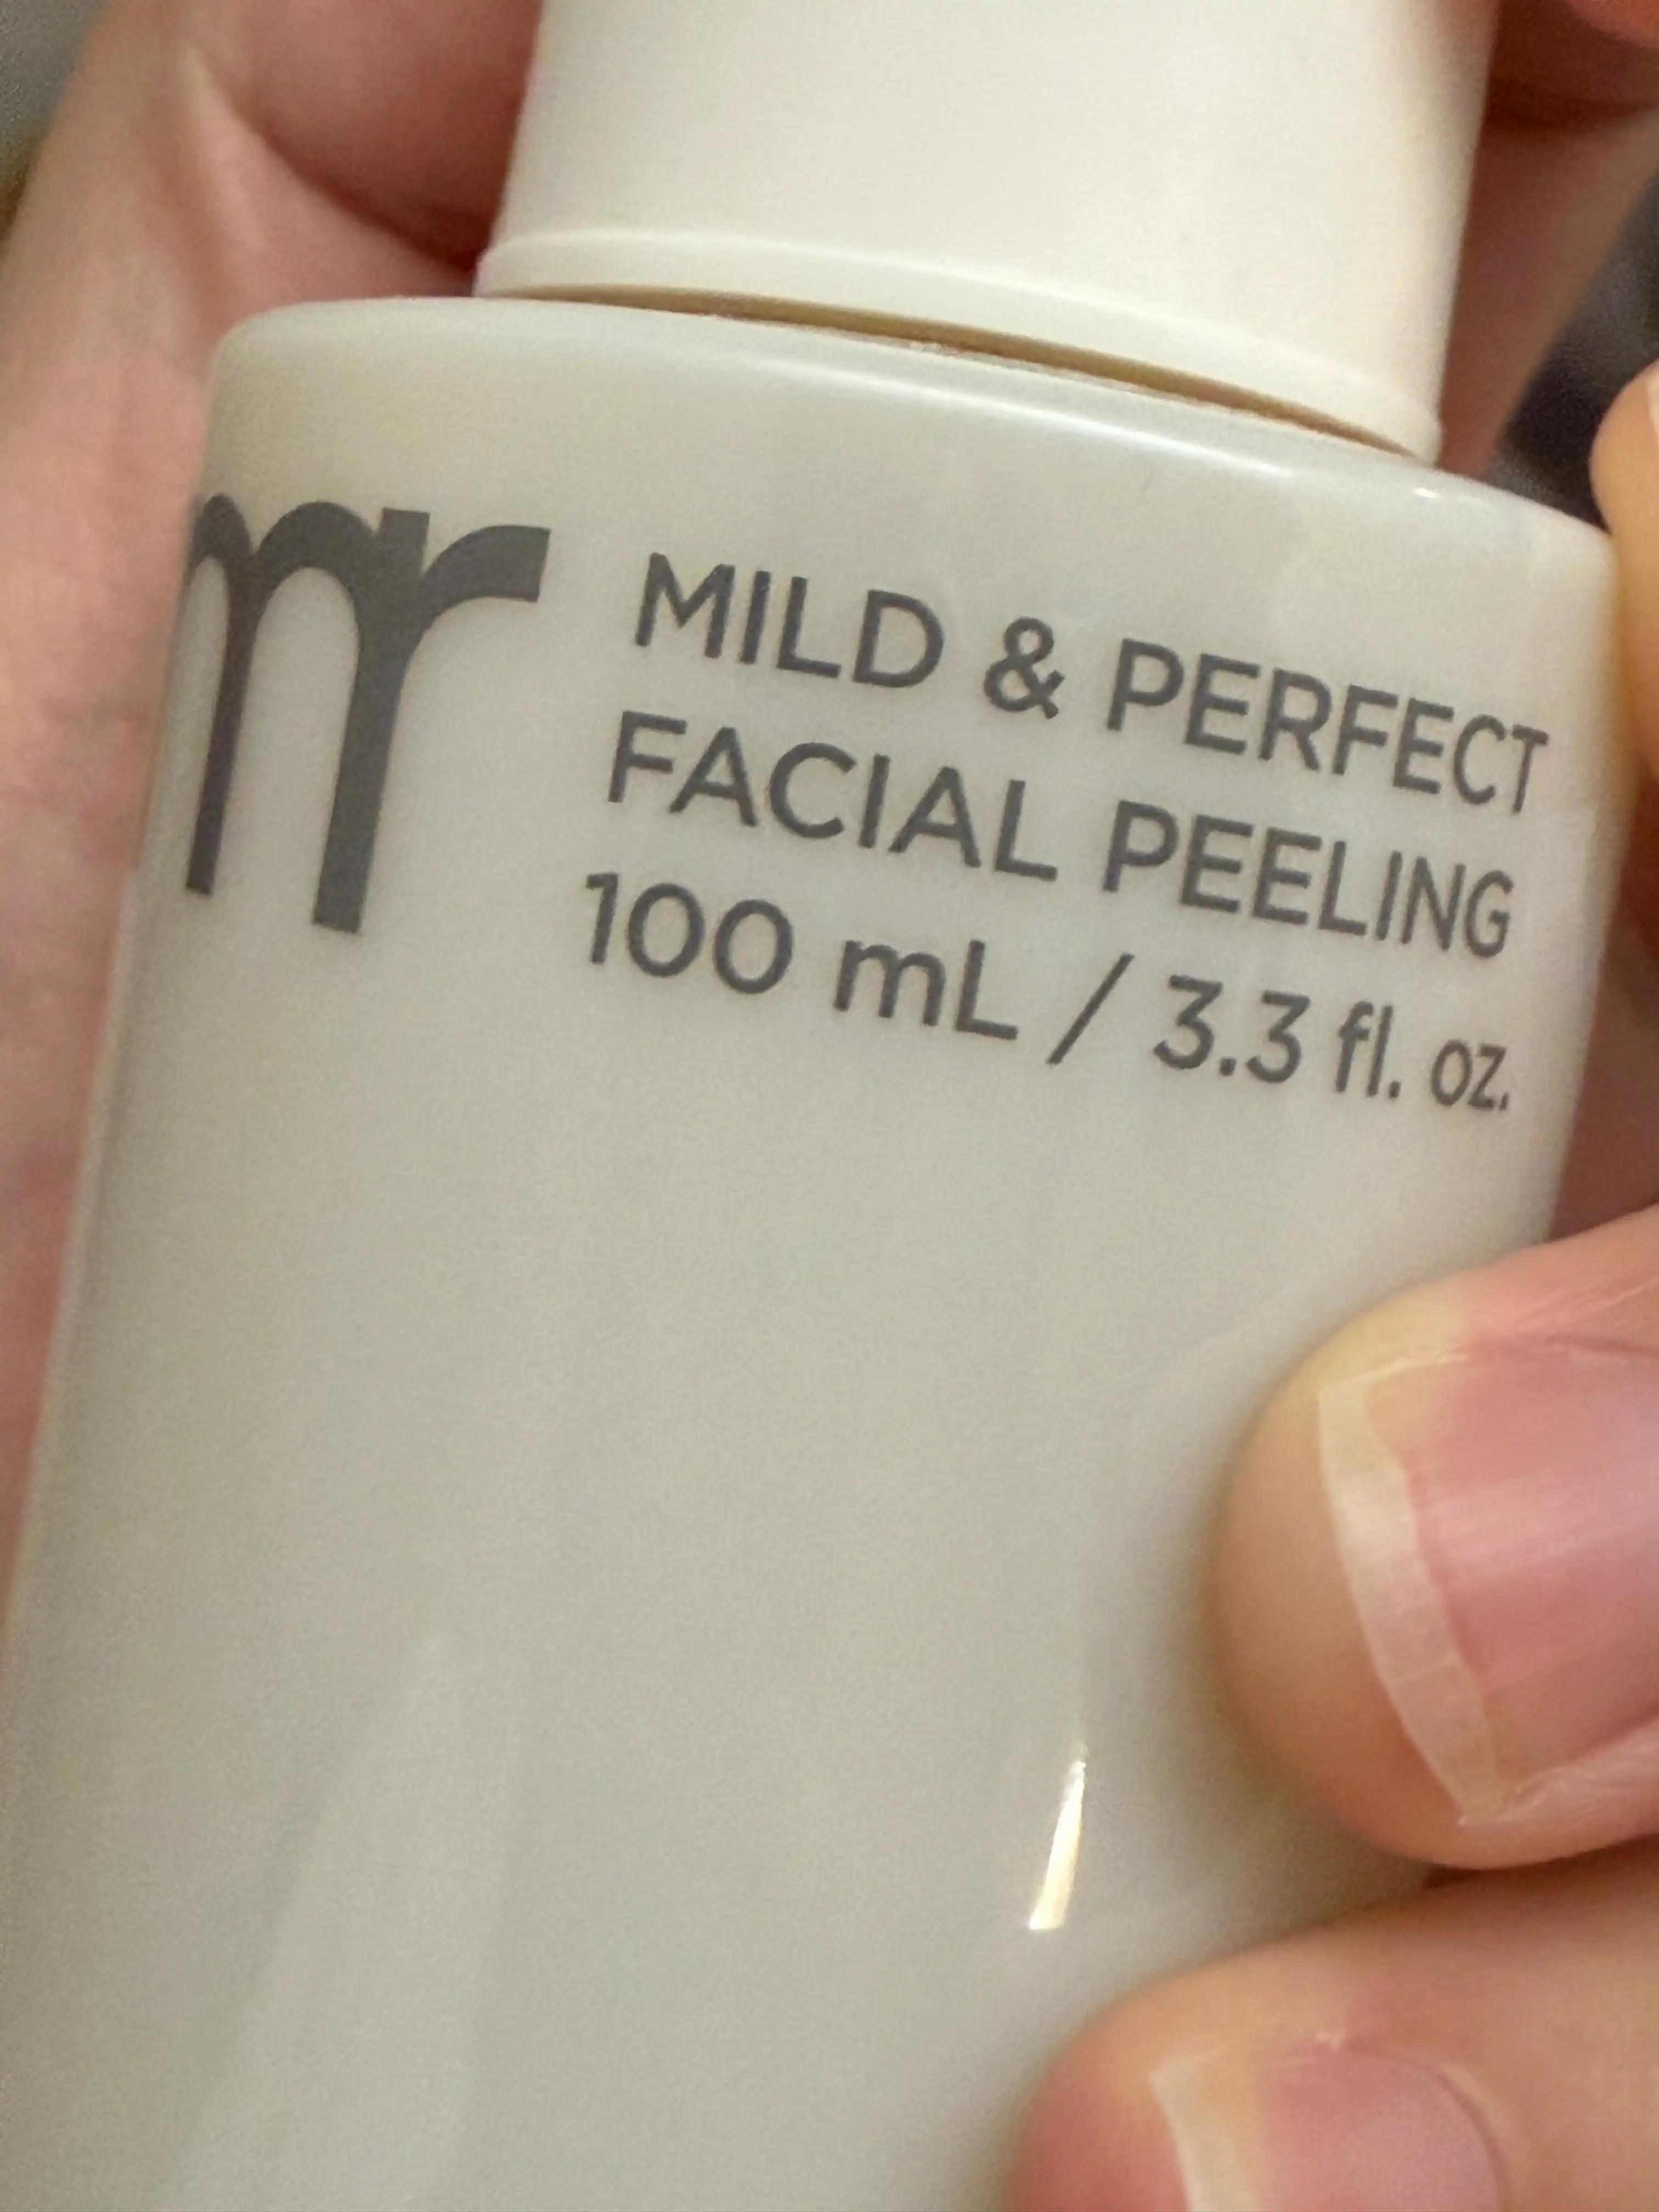 MILD & PERFECT
FACIAL PEELING
100 mL / 3.3 fl. oz.